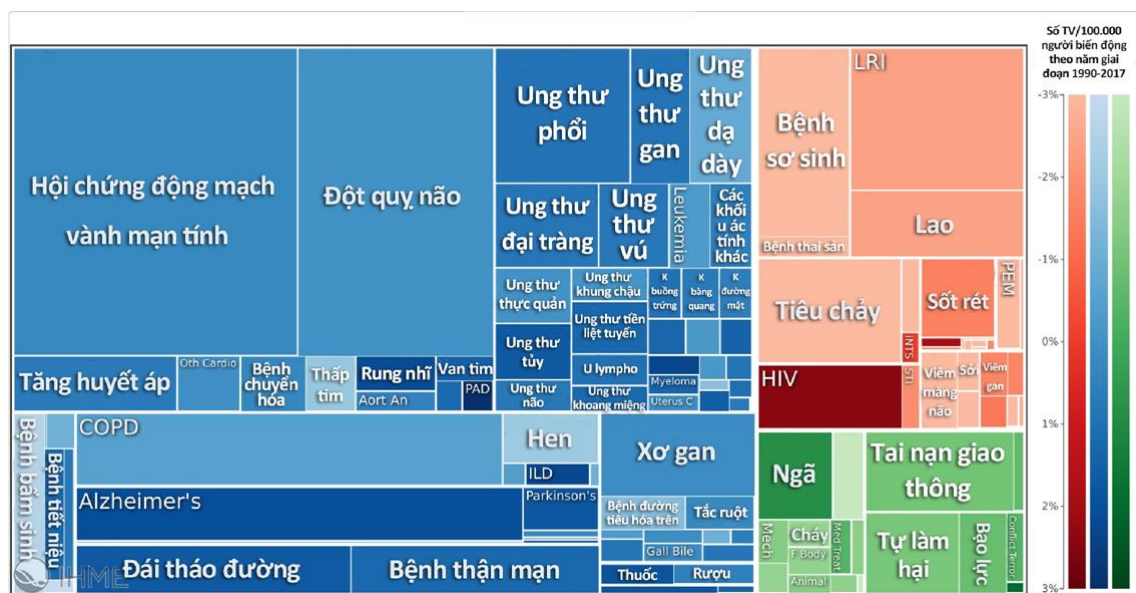 Số TV/100.000
người biến động
theo năm giai
đoạn 1990-2017
-3%
-2%
-1%
0%
1%
2%
3%
Hội chứng động mạch
vành mạn tính
Đột quỵ não
Tăng huyết áp
Oth Cardio
Bệnh
chuyển
hóa
Thấp
tim
Rung nhĩ
Aort An
Van tim
PAD
Ung thư
phổi
Ung
thư
gan
Ung
thư
dạ
dày
Ung thư
đại tràng
Ung
thư
vú
Leukemia
Các
khối
u ác
tính
khác
Ung thư
thực quản
Ung thư
khung chậu
K
buồng
trứng
K
bàng
quang
K
đường
mật
Ung thư
tủy
Ung thư tiền
liệt tuyến
U lympho
Ung thư
não
Ung thư
khoang miệng
Myeloma
Uterus C
Bệnh
sơ sinh
Bệnh thai sản
LRI
Lao
Tiêu chảy
INTS
STI
Sốt rét
PEM
HIV
Viêm
màng
não
Sởi
Viêm
gan
Bệnh bẩm sinh
Bệnh tiết niệu
COPD
Hen
ILD
Alzheimer's
Parkinson's
Đái tháo đường
Bệnh thận mạn
Xơ gan
Bệnh đường
tiêu hóa trên
Tắc ruột
Gall Bile
Thuốc
Rượu
Ngã
Tai nạn giao
thông
Mech
Cháy
F Body
Animal
Med Treat
Tự làm
hại
Bạo lực
Conflict Terror
IHME